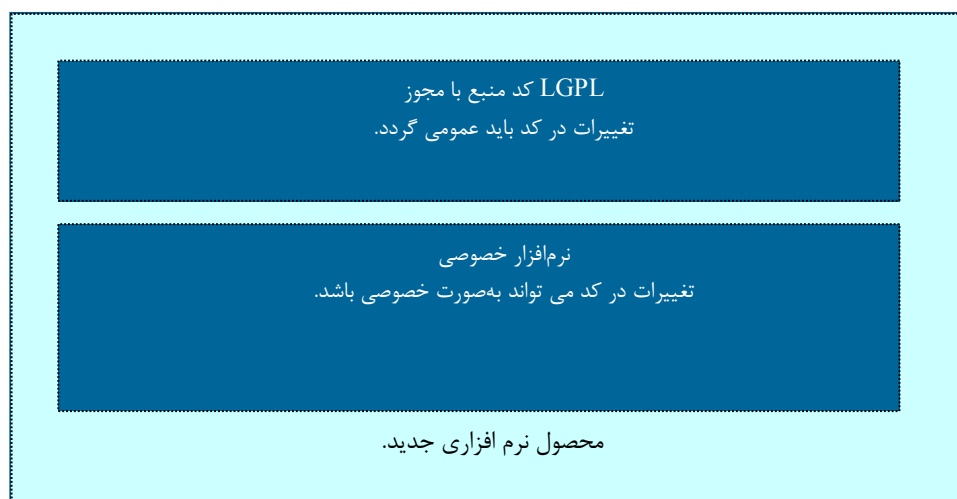 کد منبع با مجوز LGPL
تغییرات در کد باید عمومی گردد.
نرم‌افزار خصوصی
تغییرات در کد می تواند به‌صورت خصوصی باشد.
محصول نرم افزاری جدید.